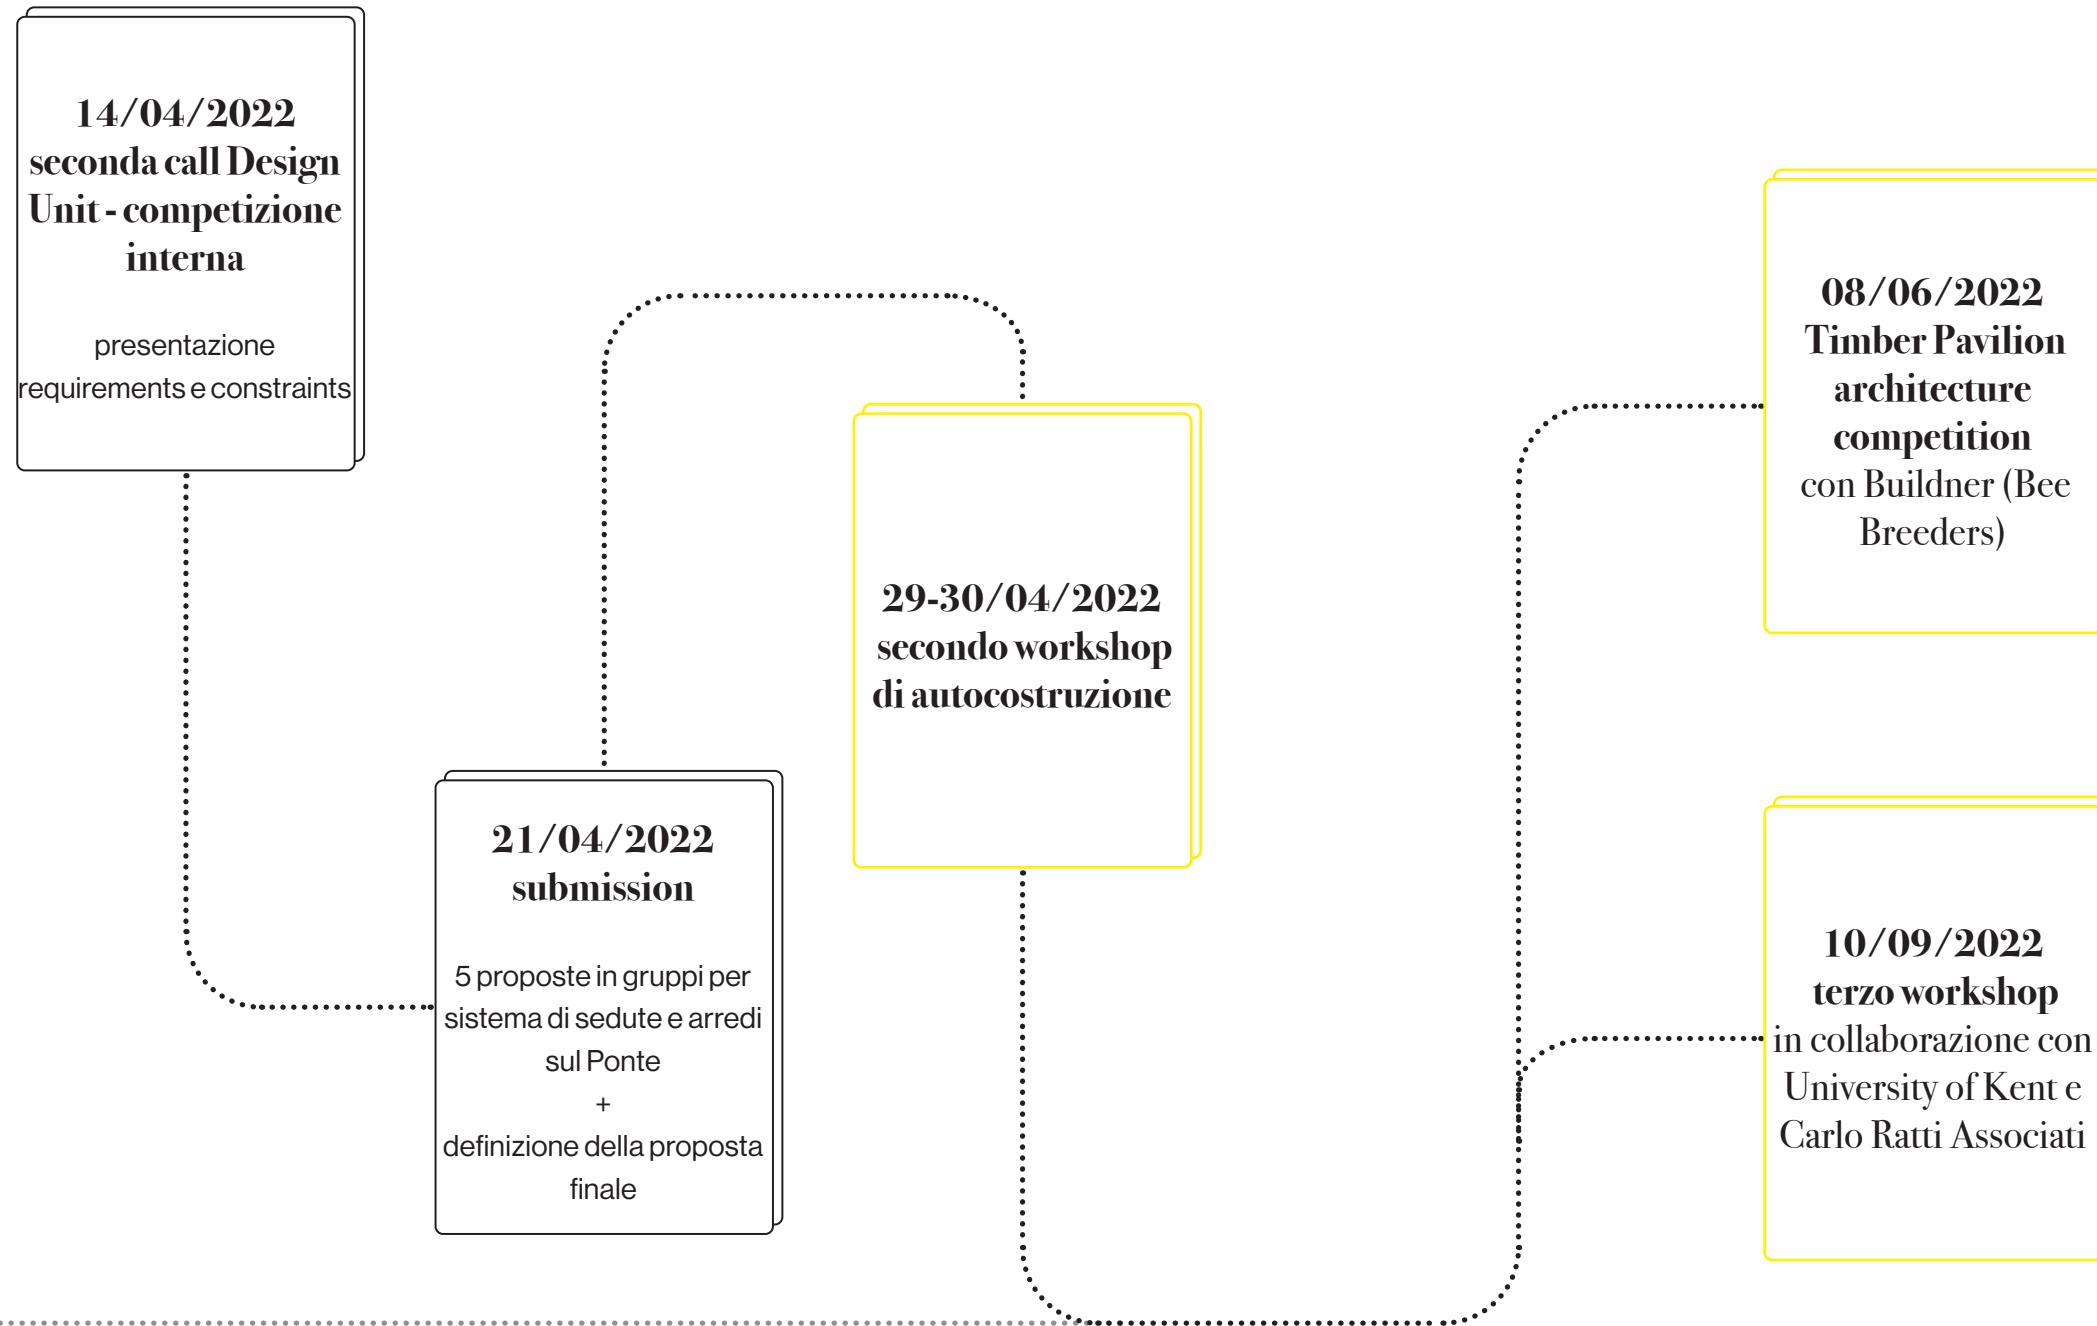 14/04/2022
seconda call Design
Unit - competizione
interna
presentazione
requirements e constraints
21/04/2022
submission
5 proposte in gruppi per
sistema di sedute e arredi
sul Ponte
+
definizione della proposta
finale
29-30/04/2022
secondo workshop
di autocostruzione
08/06/2022
Timber Pavilion
architecture
competition
con Buildner (Bee
Breeders)
10/09/2022
terzo workshop
in collaborazione con
University of Kent e
Carlo Ratti Associati